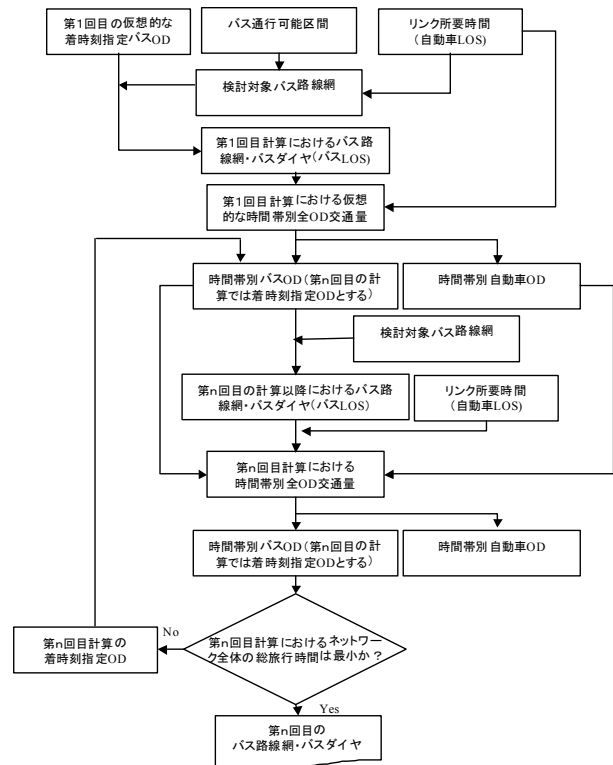 第1回目の仮想的な
着時刻指定バスOD
バス通行可能区間
リンク所要時間
(自動車LOS)
検討対象バス路線網
第1回目計算におけるバス路
線網・バスダイヤ(バスLOS)
第1回目計算における仮想
的な時間帯別全OD交通量
時間帯別バスOD(第n回目の計
算では着時刻指定ODとする)
時間帯別自動車OD
検討対象バス路線網
第n回目の計算以降におけるバス路
線網・バスダイヤ(バスLOS)
リンク所要時間
(自動車LOS)
第n回目計算における
時間帯別全OD交通量
時間帯別バスOD(第n回目の計
算では着時刻指定ODとする)
時間帯別自動車OD
第n回目計算の
着時刻指定OD
No
第n回目計算におけるネットワー
ク全体の総旅行時間は最小か?
Yes
第n回目の
バス路線網・バスダイヤ